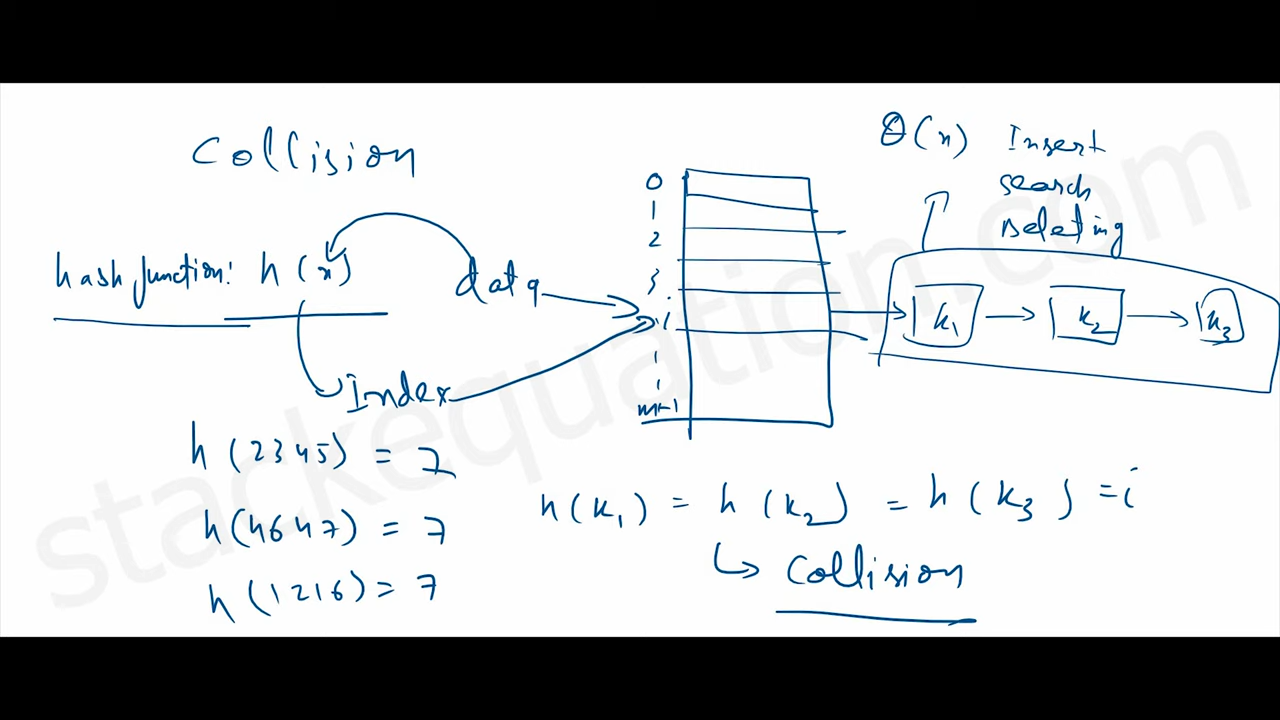 Collision
θ(n) Insert
search
deleting
hash function: h(x)
data
Index
0
1
2
3
i
m-1
k1 → k2 → k3
h(2345) = 7
h(4647) = 7
h(1216) = 7
h(k1) = h(k2) = h(k3) = i
↳ Collision
stackequation.com